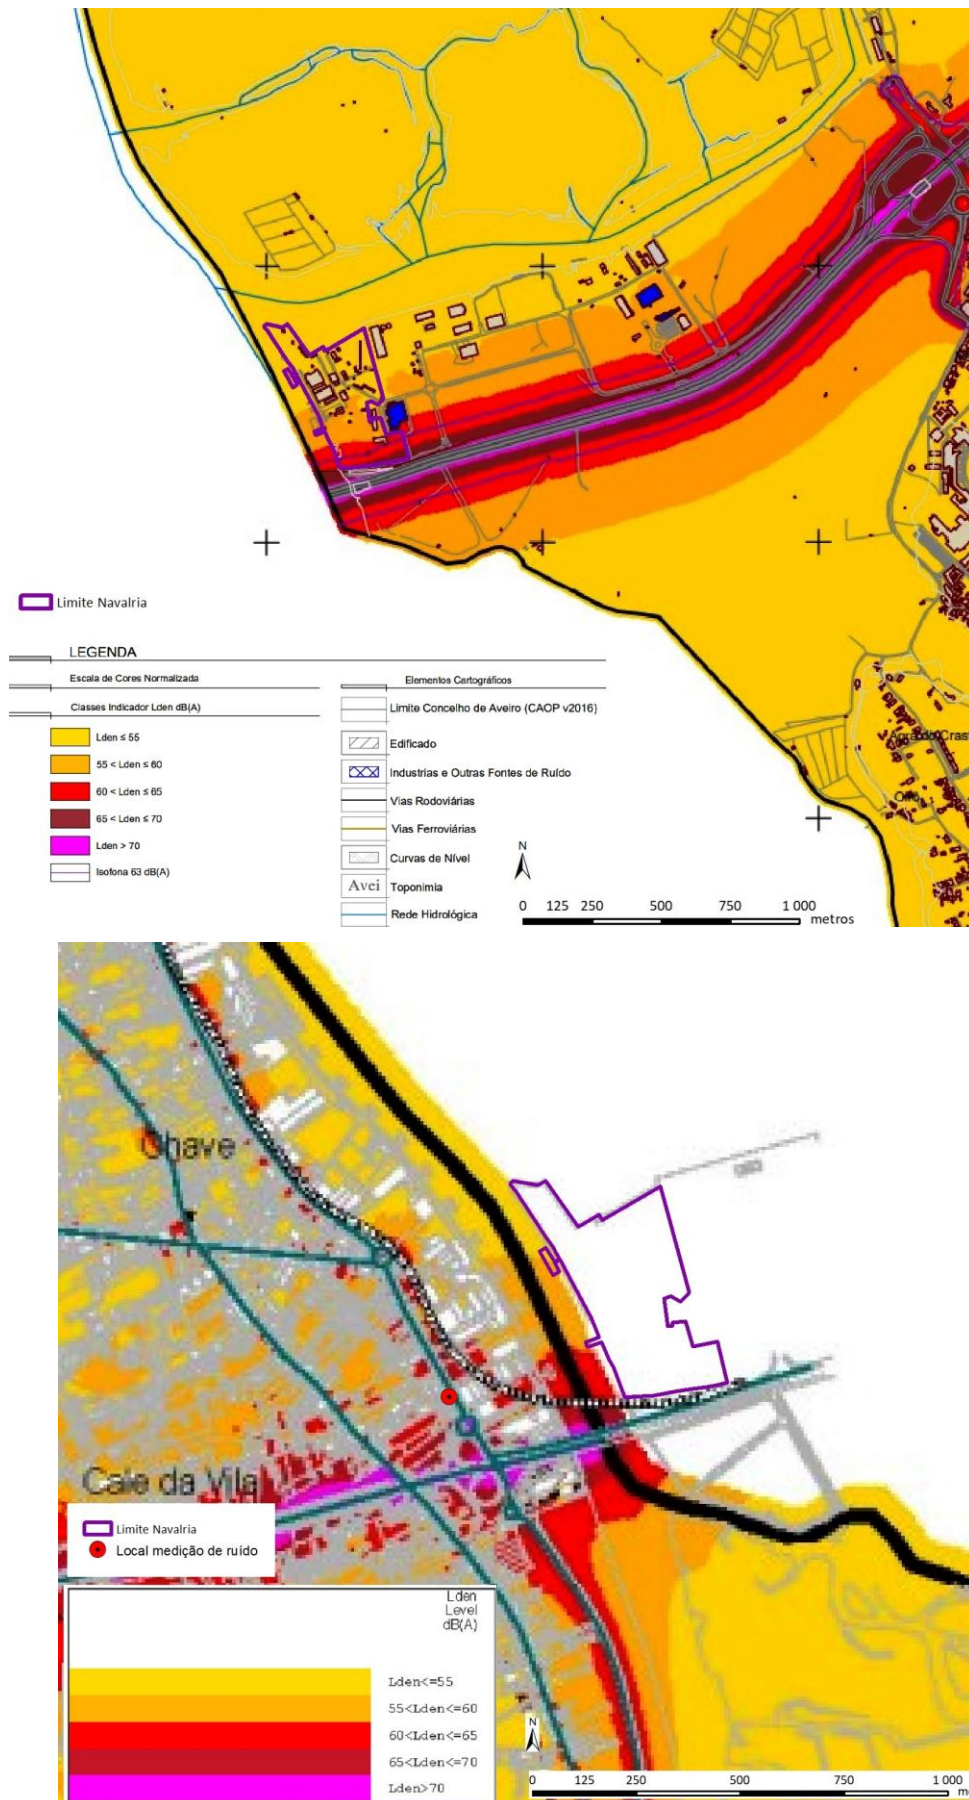 Agra do Crasto
Limite Navalria
LEGENDA
Escala de Cores Normalizada
Classes Indicador Lden dB(A)
Lden ≤ 55
55 < Lden ≤ 60
60 < Lden ≤ 65
65 < Lden ≤ 70
Lden > 70
Isofona 63 dB(A)
Elementos Cartográficos
Limite Concelho de Aveiro (CAOP v2016)
Edificado
Industrias e Outras Fontes de Ruído
Vias Rodoviárias
Vias Ferroviárias
Curvas de Nível
Avei Toponimia
Rede Hidrológica
N
0 125 250 500 750 1 000
metros
Chave
Cale da Vila
Limite Navalria
Local medição de ruído
Lden
Level
dB(A)
Lden<=55
55<Lden<=60
60<Lden<=65
65<Lden<=70
Lden>70
N
0 125 250 500 750 1 000